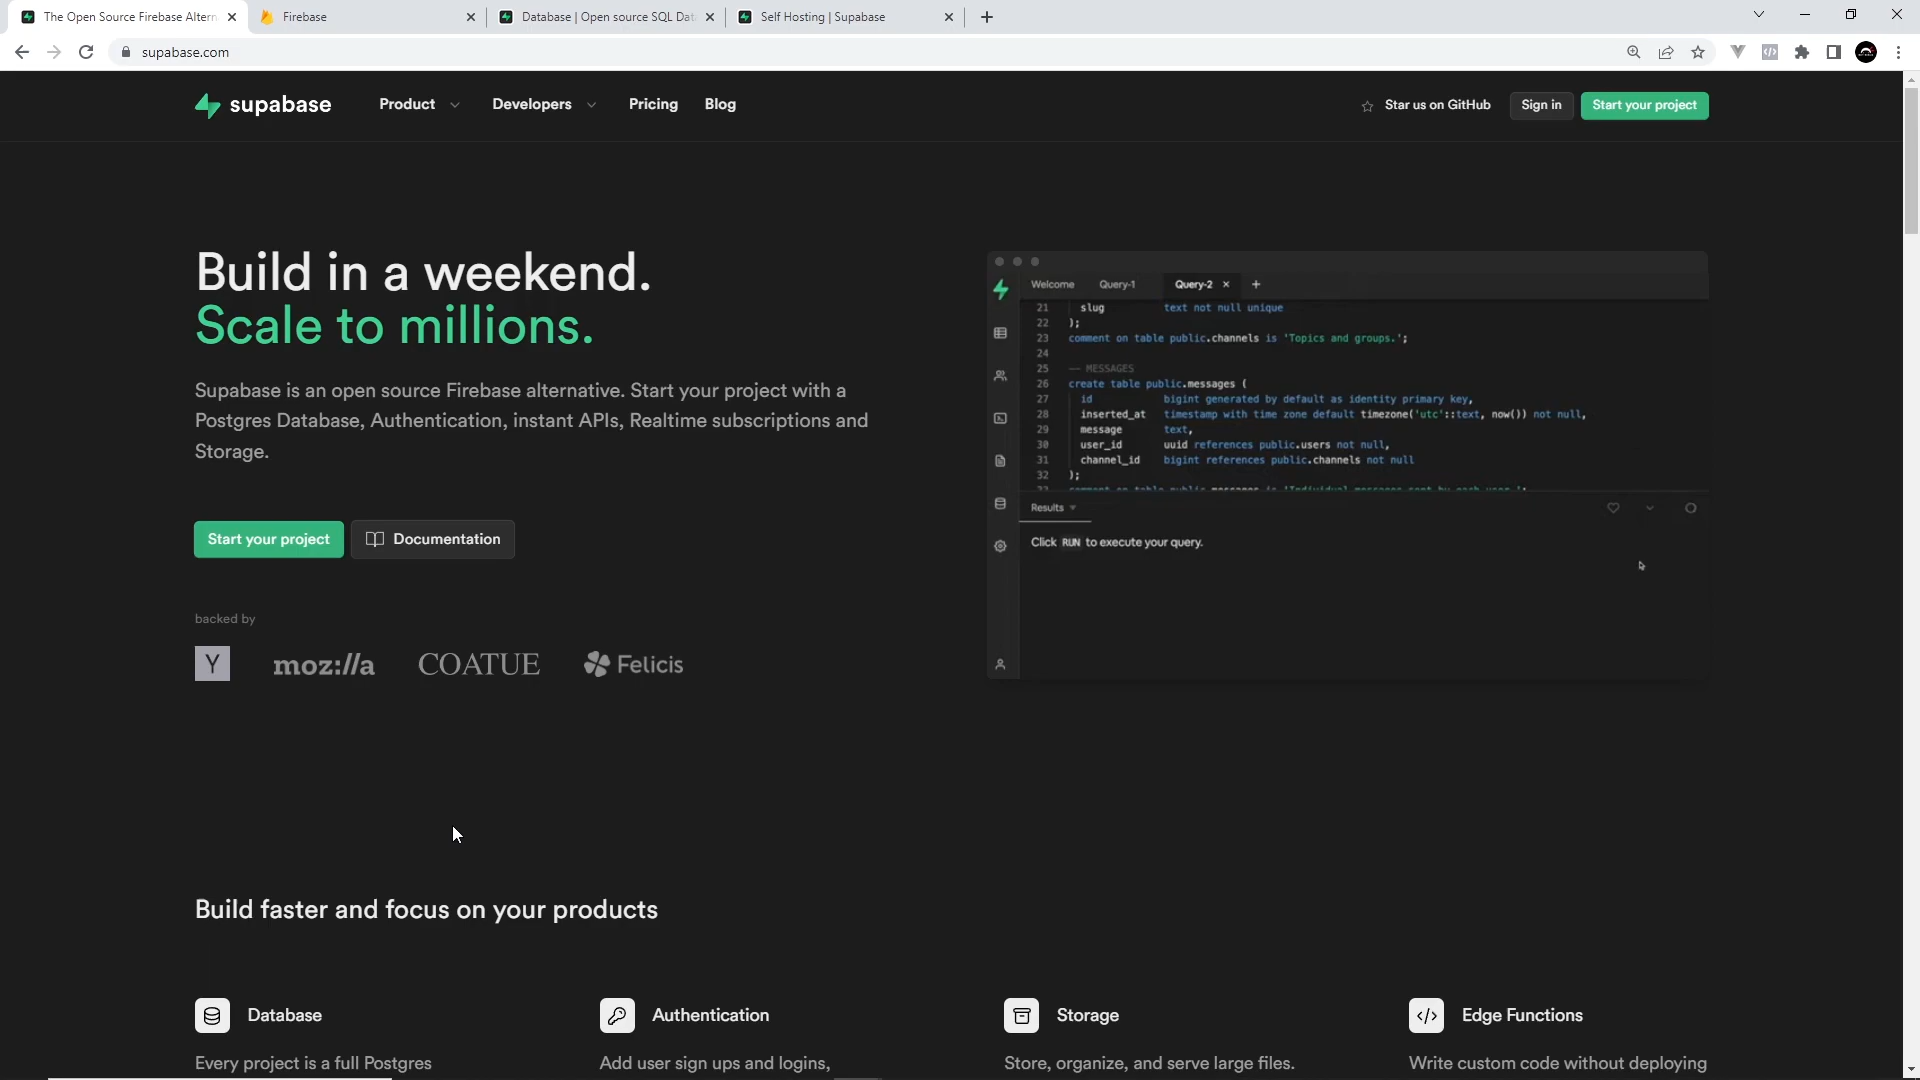 The Open Source Firebase Altern
Firebase
Database | Open source SQL Dat
Self Hosting | Supabase
supabase.com
supabase
Product
Developers
Pricing
Blog
Star us on GitHub
Sign in
Start your project
Build in a weekend.
Scale to millions.
Supabase is an open source Firebase alternative. Start your project with a
Postgres Database, Authentication, instant APIs, Realtime subscriptions and
Storage.
Start your project
Documentation
backed by
Y
moz://a
COATUE
Felicis
Welcome
Query-1
Query-2
21 slug text not null unique
22 );
23 comment on table public.channels is 'Topics and groups.';
24
25 -- MESSAGES
26 create table public.messages (
27 id bigint generated by default as identity primary key,
28 inserted_at timestamp with time zone default timezone('utc'::text, now()) not null,
29 message text,
30 user_id uuid references public.users not null,
31 channel_id bigint references public.channels not null
32 );
Results
Click RUN to execute your query.
Build faster and focus on your products
Database
Every project is a full Postgres
Authentication
Add user sign ups and logins,
Storage
Store, organize, and serve large files.
Edge Functions
Write custom code without deploying